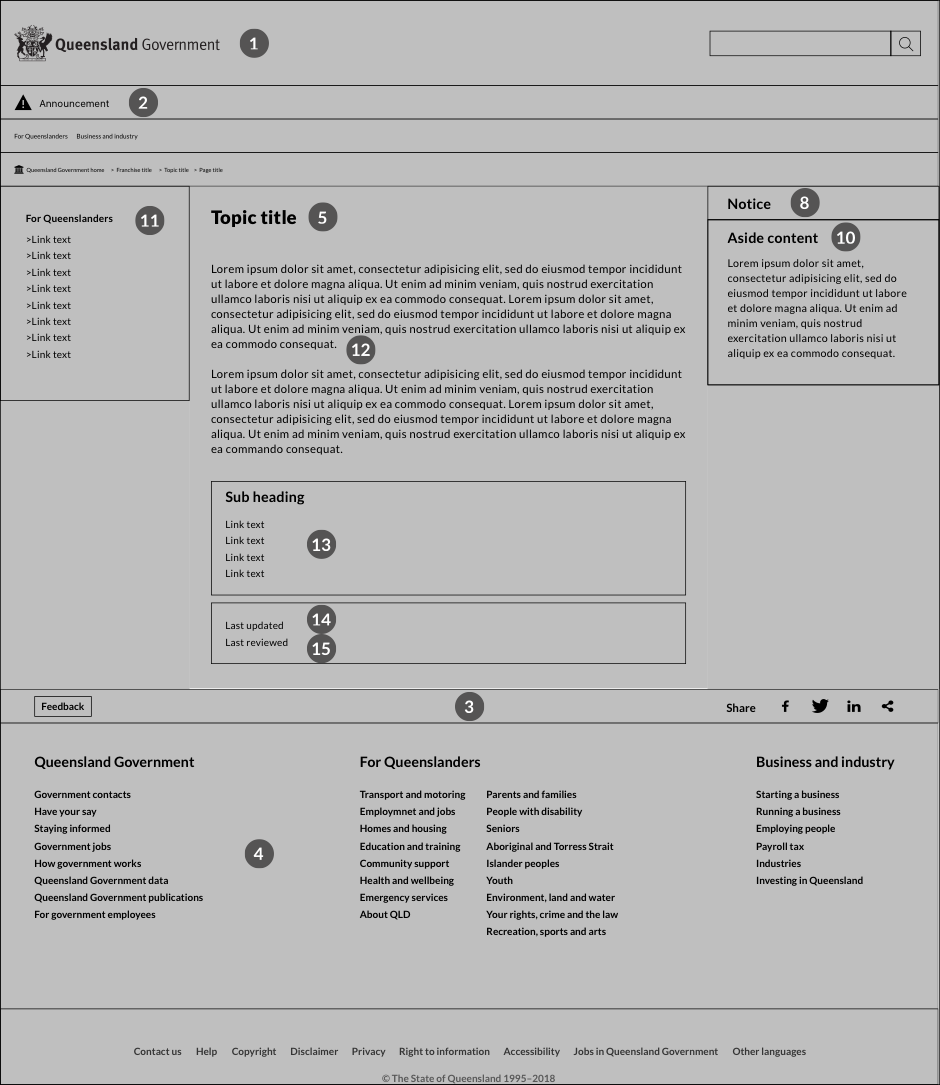 Queensland Government 1
Announcement 2
For Queenslanders Business and industry
Queensland Government home > Franchise title > Topic title > Page title
For Queenslanders 11
>Link text
>Link text
>Link text
>Link text
>Link text
>Link text
>Link text
>Link text
Topic title 5
Lorem ipsum dolor sit amet, consectetur adipisicing elit, sed do eiusmod tempor incididunt
ut labore et dolore magna aliqua. Ut enim ad minim veniam, quis nostrud exercitation
ullamco laboris nisi ut aliquip ex ea commodo consequat. Lorem ipsum dolor sit amet,
consectetur adipisicing elit, sed do eiusmod tempor incididunt ut labore et dolore magna
aliqua. Ut enim ad minim veniam, quis nostrud exercitation ullamco laboris nisi ut aliquip ex
ea commodo consequat. 12
Lorem ipsum dolor sit amet, consectetur adipisicing elit, sed do eiusmod tempor incididunt
ut labore et dolore magna aliqua. Ut enim ad minim veniam, quis nostrud exercitation
ullamco laboris nisi ut aliquip ex ea commodo consequat. Lorem ipsum dolor sit amet,
consectetur adipisicing elit, sed do eiusmod tempor incididunt ut labore et dolore magna
aliqua. Ut enim ad minim veniam, quis nostrud exercitation ullamco laboris nisi ut aliquip ex
ea commando consequat.
Sub heading
Link text
Link text
Link text
Link text
13
Last updated 14
Last reviewed 15
Notice 8
Aside content 10
Lorem ipsum dolor sit amet,
consectetur adipisicing elit, sed do
eiusmod tempor incididunt ut labore
et dolore magna aliqua. Ut enim ad
minim veniam, quis nostrud
exercitation ullamco laboris nisi ut
aliquip ex ea commodo consequat.
Feedback 3 Share
Queensland Government
Government contacts
Have your say
Staying informed
Government jobs
How government works
Queensland Government data
Queensland Government publications
For government employees
4
For Queenslanders
Transport and motoring
Employmnet and jobs
Homes and housing
Education and training
Community support
Health and wellbeing
Emergency services
About QLD
Parents and families
People with disability
Seniors
Aboriginal and Torress Strait
Islander peoples
Youth
Environment, land and water
Your rights, crime and the law
Recreation, sports and arts
Business and industry
Starting a business
Running a business
Employing people
Payroll tax
Industries
Investing in Queensland
Contact us Help Copyright Disclaimer Privacy Right to information Accessibility Jobs in Queensland Government Other languages
© The State of Queensland 1995–2018